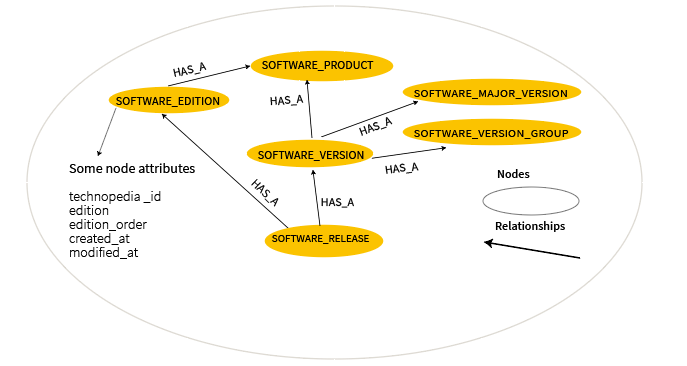 HAS_A
SOFTWARE_PRODUCT
SOFTWARE_EDITION
HAS_A
SOFTWARE_MAJOR_VERSION
HAS_A
SOFTWARE_VERSION_GROUP
SOFTWARE_VERSION
HAS_A
Some node attributes
technopedia _id
edition
edition_order
created_at
modified_at
HAS_A
HAS_A
SOFTWARE_RELEASE
Nodes
Relationships